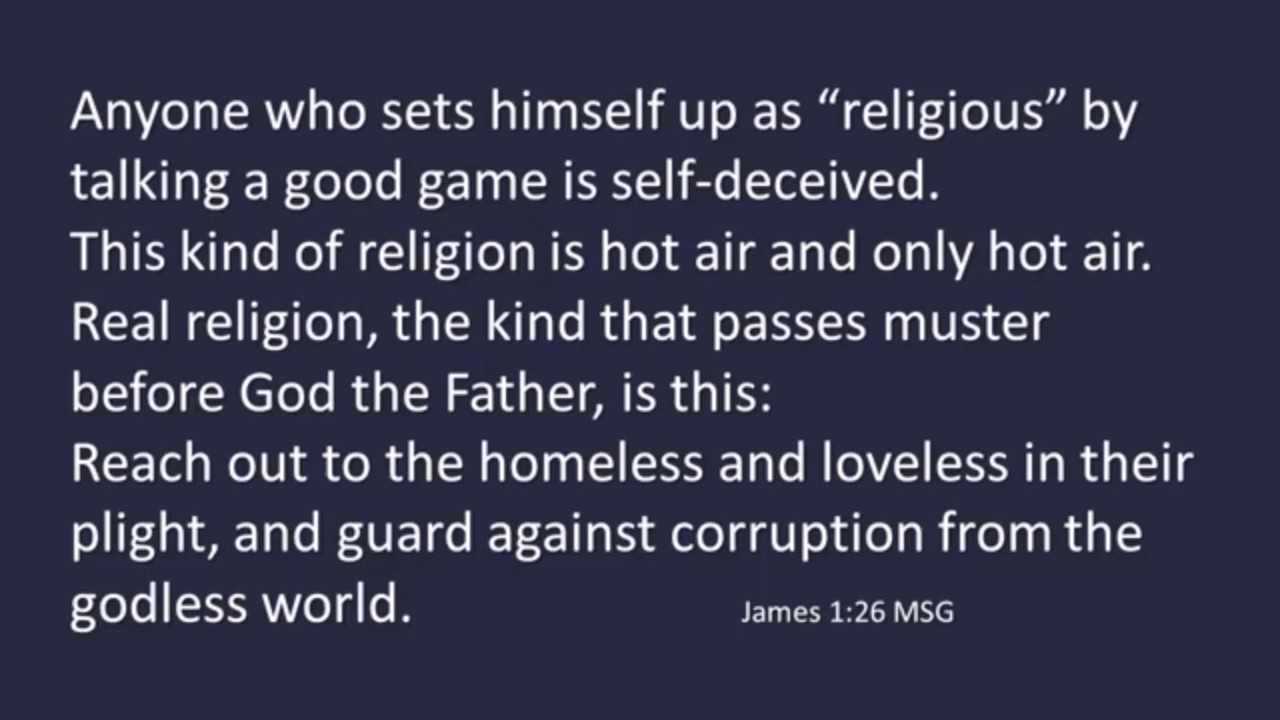 Anyone who sets himself up as “religious” by
talking a good game is self-deceived.
This kind of religion is hot air and only hot air.
Real religion, the kind that passes muster
before God the Father, is this:
Reach out to the homeless and loveless in their
plight, and guard against corruption from the
godless world.
James 1:26 MSG